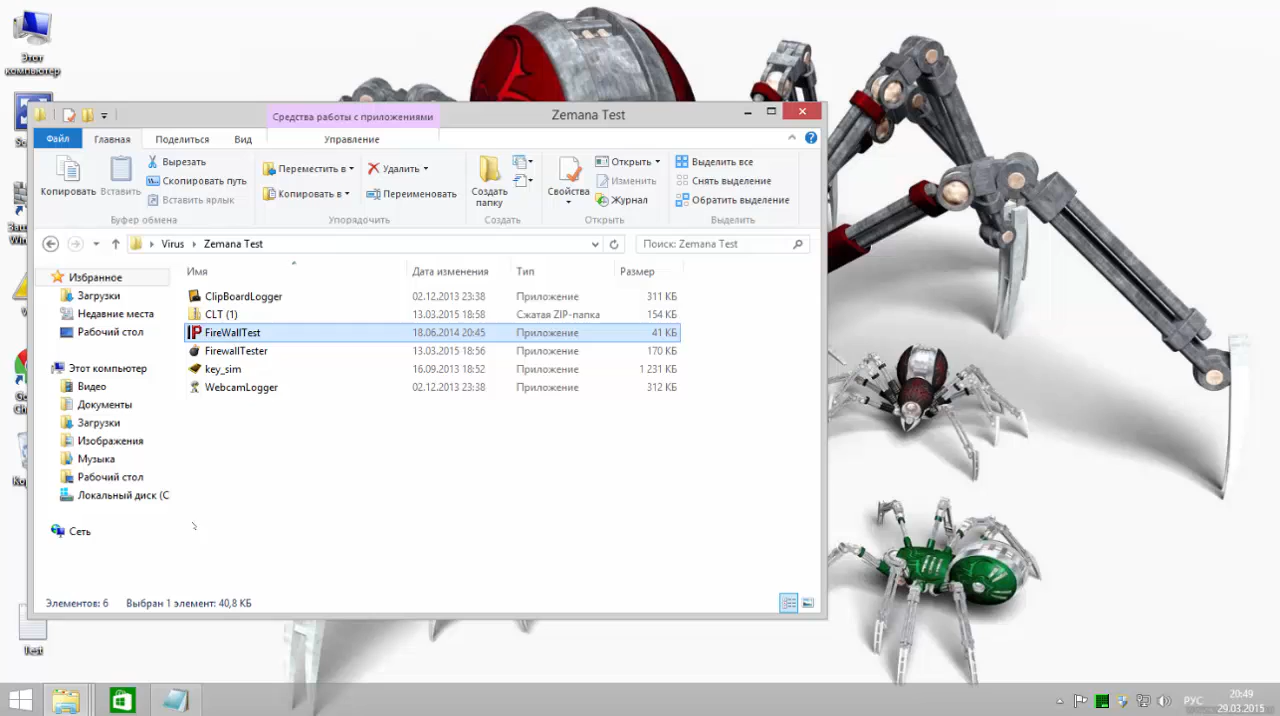 Этот
компьютер
Средства работы с приложениями
Zemana Test
Файл
Главная
Поделиться
Вид
Управление
Копировать
Вставить
Вырезать
Скопировать путь
Вставить ярлык
Буфер обмена
Переместить в
Копировать в
Удалить
Переименовать
Упорядочить
Создать
папку
Создать
Свойства
Открыть
Изменить
Журнал
Открыть
Выделить все
Снять выделение
Обратить выделение
Выделить
Virus
Zemana Test
Поиск: Zemana Test
Избранное
Загрузки
Недавние места
Рабочий стол
Этот компьютер
Видео
Документы
Загрузки
Изображения
Музыка
Рабочий стол
Локальный диск (C
Сеть
Имя Дата изменения Тип Размер
ClipBoardLogger 02.12.2013 23:38 Приложение 311 КБ
CLT (1) 13.03.2015 18:58 Сжатая ZIP-папка 154 КБ
FireWallTest 18.06.2014 20:45 Приложение 41 КБ
FirewallTester 13.03.2015 18:56 Приложение 170 КБ
key_sim 16.09.2013 18:52 Приложение 1 231 КБ
WebcamLogger 02.12.2013 23:38 Приложение 312 КБ
Элементов: 6 Выбран 1 элемент: 40,8 КБ
Test
РУС
20:49
29.03.2015